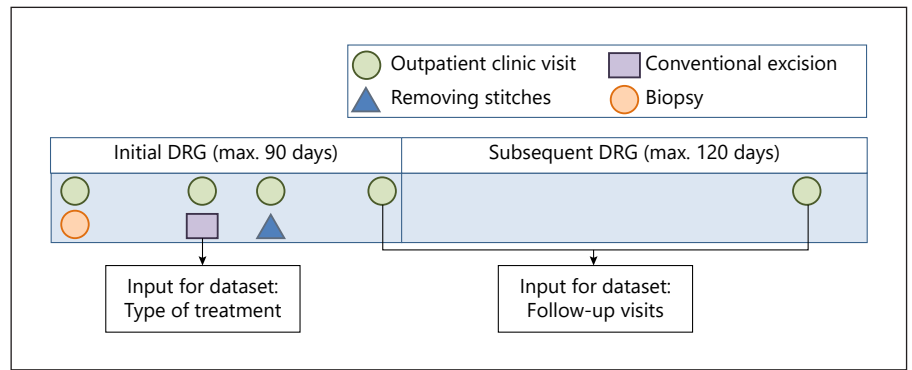 Outpatient clinic visit
Conventional excision
Removing stitches
Biopsy
Initial DRG (max. 90 days)
Subsequent DRG (max. 120 days)
Input for dataset:
Type of treatment
Input for dataset:
Follow-up visits